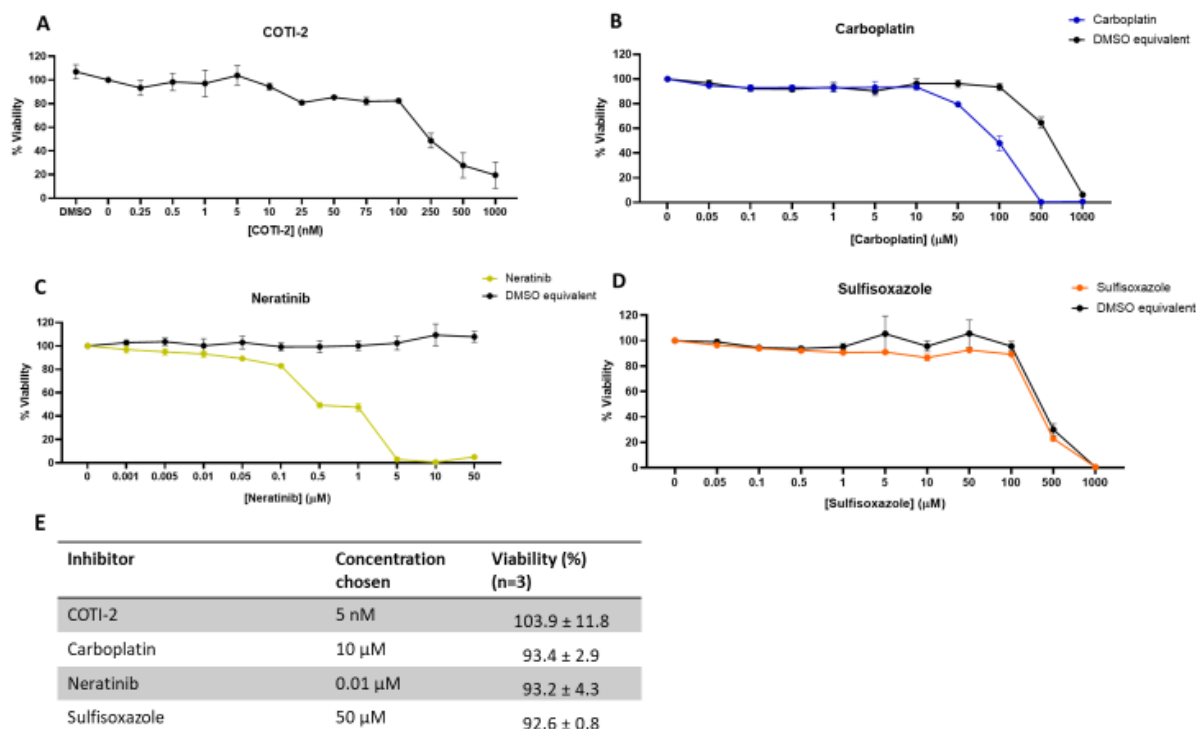 A
COTI-2
120
100
80
60
40
20
0
% Viability
DMSO 0 0.25 0.5 1 5 10 25 50 75 100 250 500 1000
[COTI-2] (nM)
B
Carboplatin
Carboplatin
DMSO equivalent
120
100
80
60
40
20
0
% Viability
0 0.05 0.1 0.5 1 5 10 50 100 500 1000
[Carboplatin] (μM)
C
Neratinib
Neratinib
DMSO equivalent
120
100
80
60
40
20
0
% Viability
0 0.001 0.005 0.01 0.05 0.1 0.5 1 5 10 50
[Neratinib] (μM)
D
Sulfisoxazole
Sulfisoxazole
DMSO equivalent
120
100
80
60
40
20
0
% Viability
0 0.05 0.1 0.5 1 5 10 50 100 500 1000
[Sulfisoxazole] (μM)
E
Inhibitor Concentration chosen Viability (%) (n=3)
COTI-2 5 nM 103.9 ± 11.8
Carboplatin 10 μM 93.4 ± 2.9
Neratinib 0.01 μM 93.2 ± 4.3
Sulfisoxazole 50 μM 92.6 ± 0.8